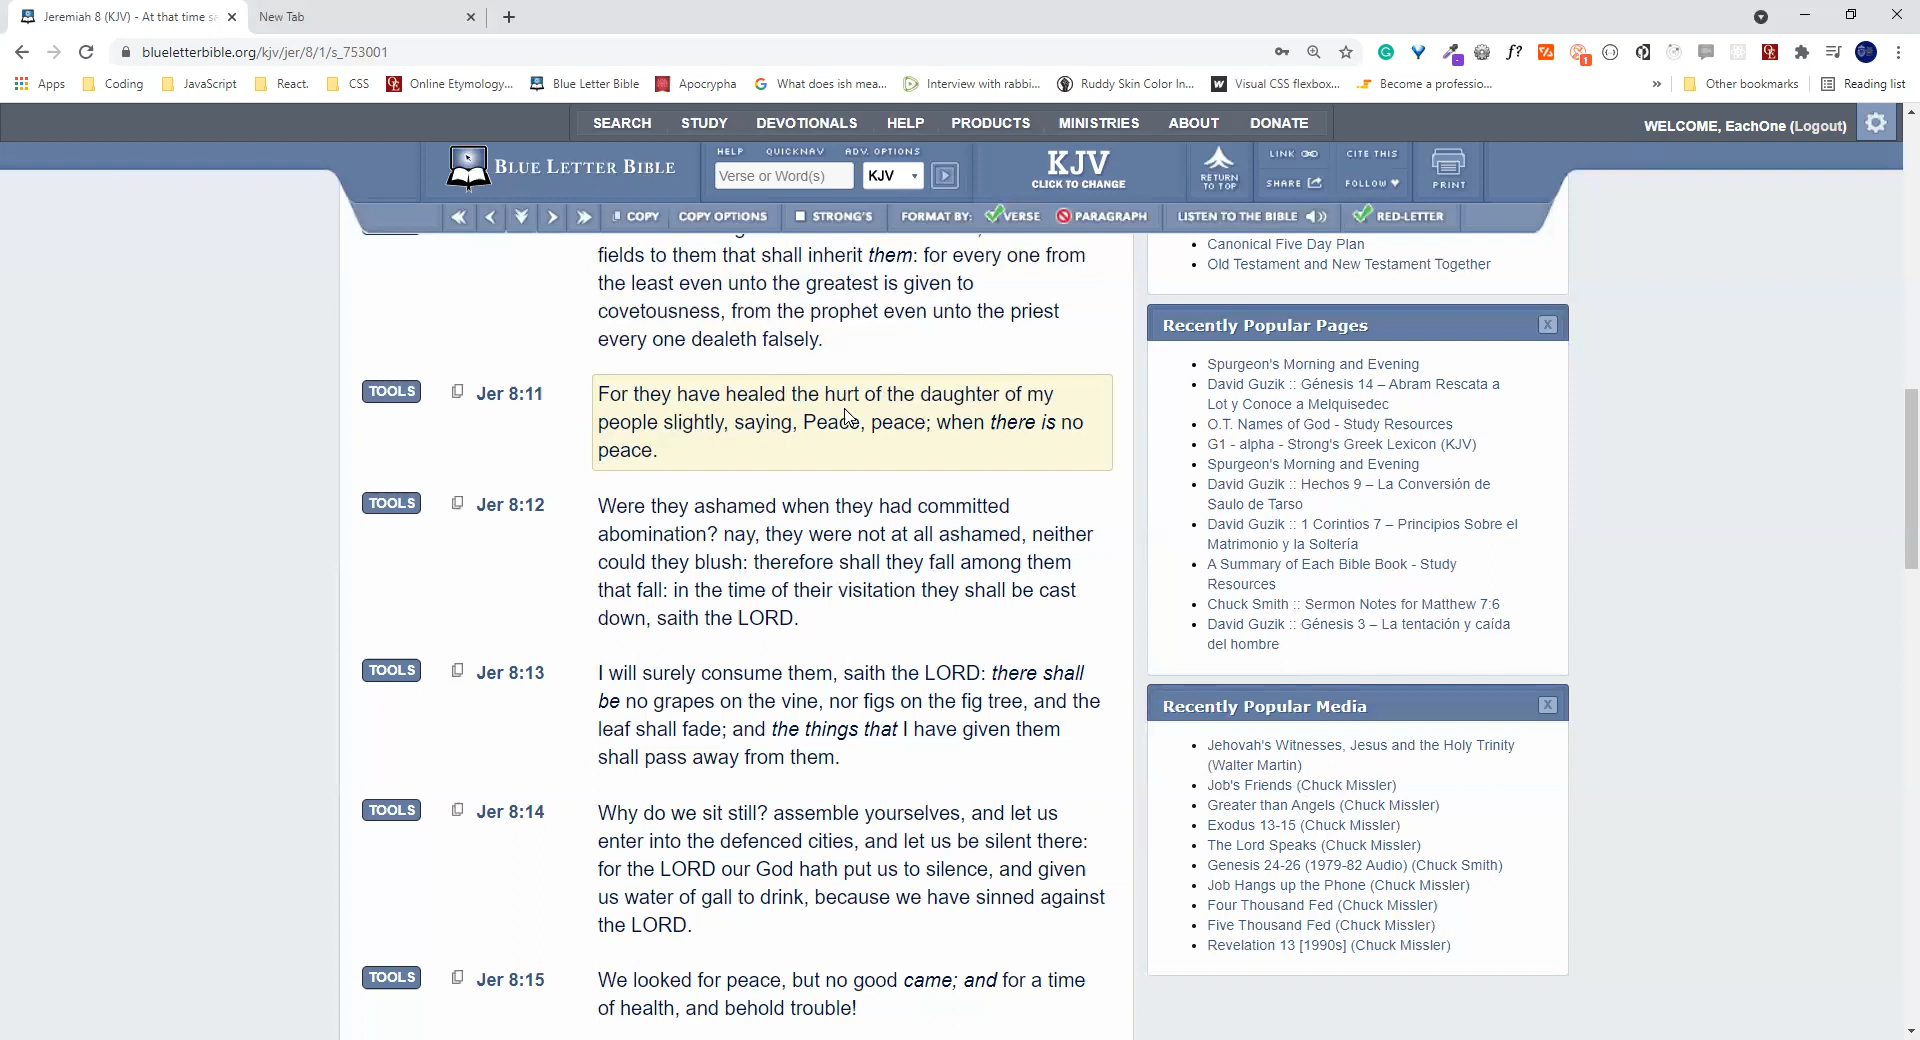 Jeremiah 8 (KJV) - At that time sa
New Tab
blueletterbible.org/kjv/jer/8/1/s_753001
Apps
Coding
JavaScript
React.
CSS
Online Etymology...
Blue Letter Bible
Apocrypha
What does ish mea...
Interview with rabbi...
Ruddy Skin Color In...
Visual CSS flexbox...
Become a professio...
Other bookmarks
Reading list
SEARCH
STUDY
DEVOTIONALS
HELP
PRODUCTS
MINISTRIES
ABOUT
DONATE
WELCOME, EachOne (Logout)
BLUE LETTER BIBLE
HELP QUICKNAV ADV. OPTIONS
Verse or Word(s)
KJV
KJV
CLICK TO CHANGE
RETURN
TO TOP
LINK
CITE THIS
SHARE
FOLLOW
PRINT
COPY
COPY OPTIONS
STRONG'S
FORMAT BY:
VERSE
PARAGRAPH
LISTEN TO THE BIBLE
RED-LETTER
fields to them that shall inherit them: for every one from
the least even unto the greatest is given to
covetousness, from the prophet even unto the priest
every one dealeth falsely.
TOOLS
Jer 8:11
For they have healed the hurt of the daughter of my
people slightly, saying, Peace, peace; when there is no
peace.
TOOLS
Jer 8:12
Were they ashamed when they had committed
abomination? nay, they were not at all ashamed, neither
could they blush: therefore shall they fall among them
that fall: in the time of their visitation they shall be cast
down, saith the LORD.
TOOLS
Jer 8:13
I will surely consume them, saith the LORD: there shall
be no grapes on the vine, nor figs on the fig tree, and the
leaf shall fade; and the things that I have given them
shall pass away from them.
TOOLS
Jer 8:14
Why do we sit still? assemble yourselves, and let us
enter into the defenced cities, and let us be silent there:
for the LORD our God hath put us to silence, and given
us water of gall to drink, because we have sinned against
the LORD.
TOOLS
Jer 8:15
We looked for peace, but no good came; and for a time
of health, and behold trouble!
Canonical Five Day Plan
Old Testament and New Testament Together
Recently Popular Pages
Spurgeon's Morning and Evening
David Guzik :: Génesis 14 – Abram Rescata a
Lot y Conoce a Melquisedec
O.T. Names of God - Study Resources
G1 - alpha - Strong's Greek Lexicon (KJV)
Spurgeon's Morning and Evening
David Guzik :: Hechos 9 – La Conversión de
Saulo de Tarso
David Guzik :: 1 Corintios 7 – Principios Sobre el
Matrimonio y la Soltería
A Summary of Each Bible Book - Study
Resources
Chuck Smith :: Sermon Notes for Matthew 7:6
David Guzik :: Génesis 3 – La tentación y caída
del hombre
Recently Popular Media
Jehovah's Witnesses, Jesus and the Holy Trinity
(Walter Martin)
Job's Friends (Chuck Missler)
Greater than Angels (Chuck Missler)
Exodus 13-15 (Chuck Missler)
The Lord Speaks (Chuck Missler)
Genesis 24-26 (1979-82 Audio) (Chuck Smith)
Job Hangs up the Phone (Chuck Missler)
Four Thousand Fed (Chuck Missler)
Five Thousand Fed (Chuck Missler)
Revelation 13 [1990s] (Chuck Missler)